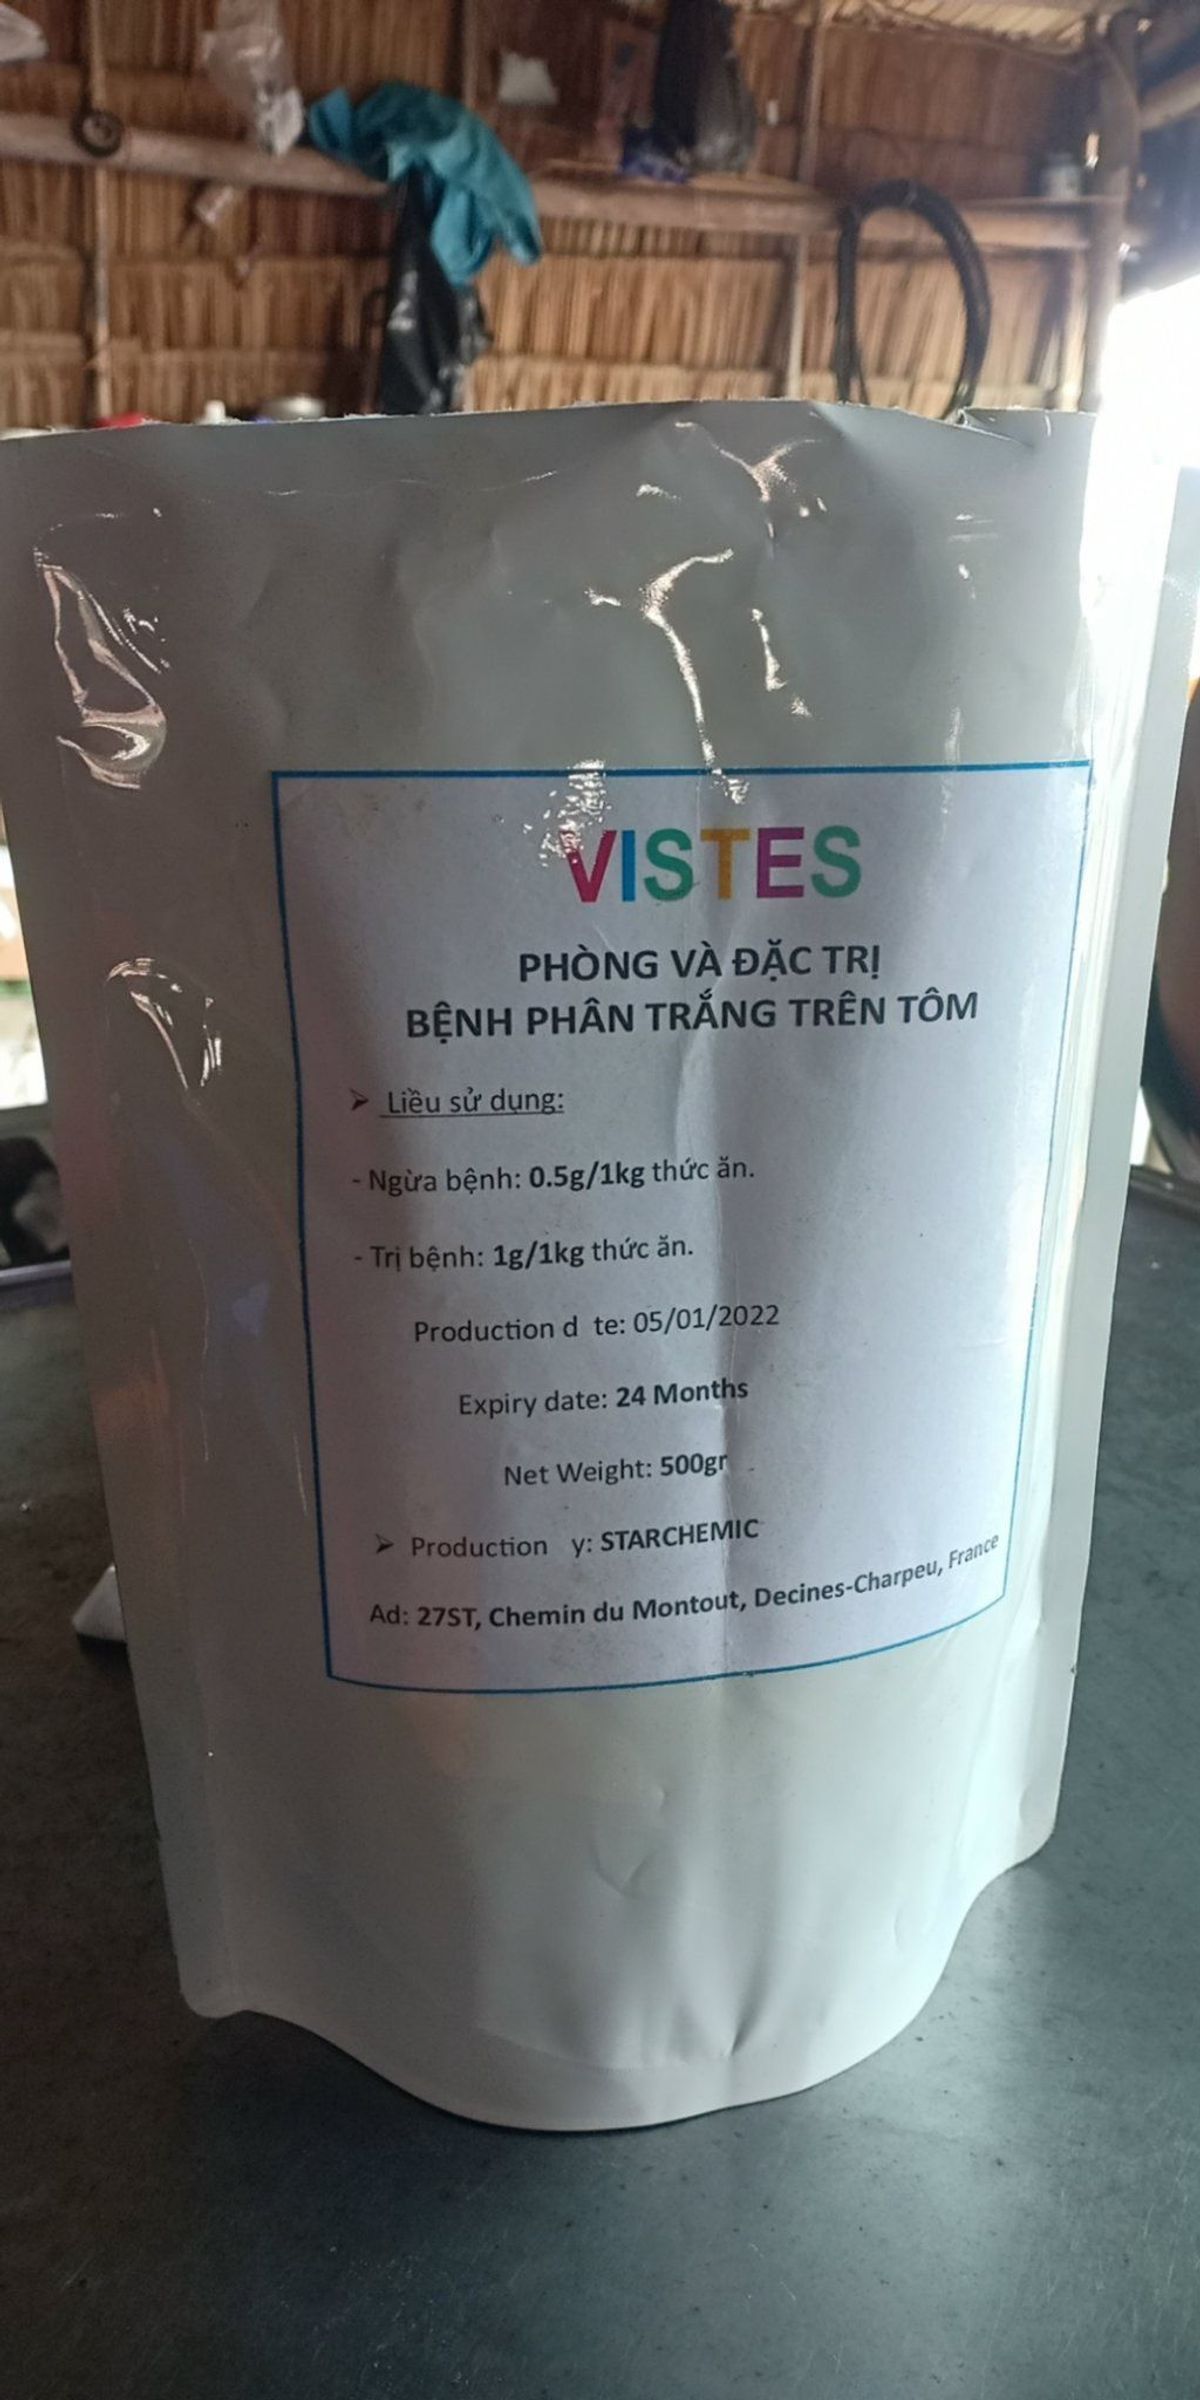 VISTES
PHÒNG VÀ ĐẶC TRỊ
BỆNH PHÂN TRẮNG TRÊN TÔM
➢ Liều sử dụng:
- Ngừa bệnh: 0.5g/1kg thức ăn.
- Trị bệnh: 1g/1kg thức ăn.
Production d te: 05/01/2022
Expiry date: 24 Months
Net Weight: 500gr
➢ Production y: STARCHEMIC
Ad: 27ST, Chemin du Montout, Decines-Charpeu, France